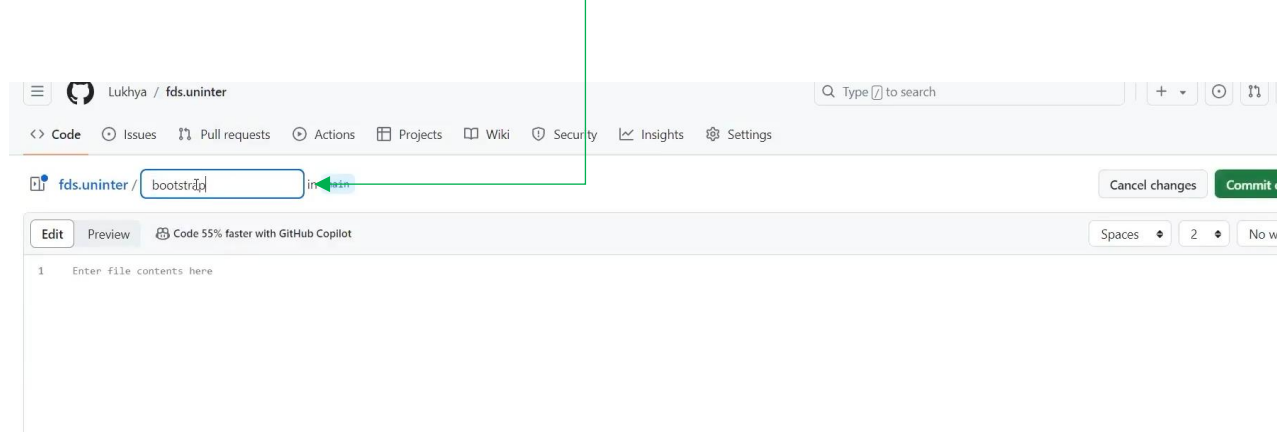 Lukhya / fds.uninter
Type / to search
Code Issues Pull requests Actions Projects Wiki Security Insights Settings
fds.uninter / bootstrap in main
Cancel changes Commit
Edit Preview Code 55% faster with GitHub Copilot
Spaces 2 No
1 Enter file contents here